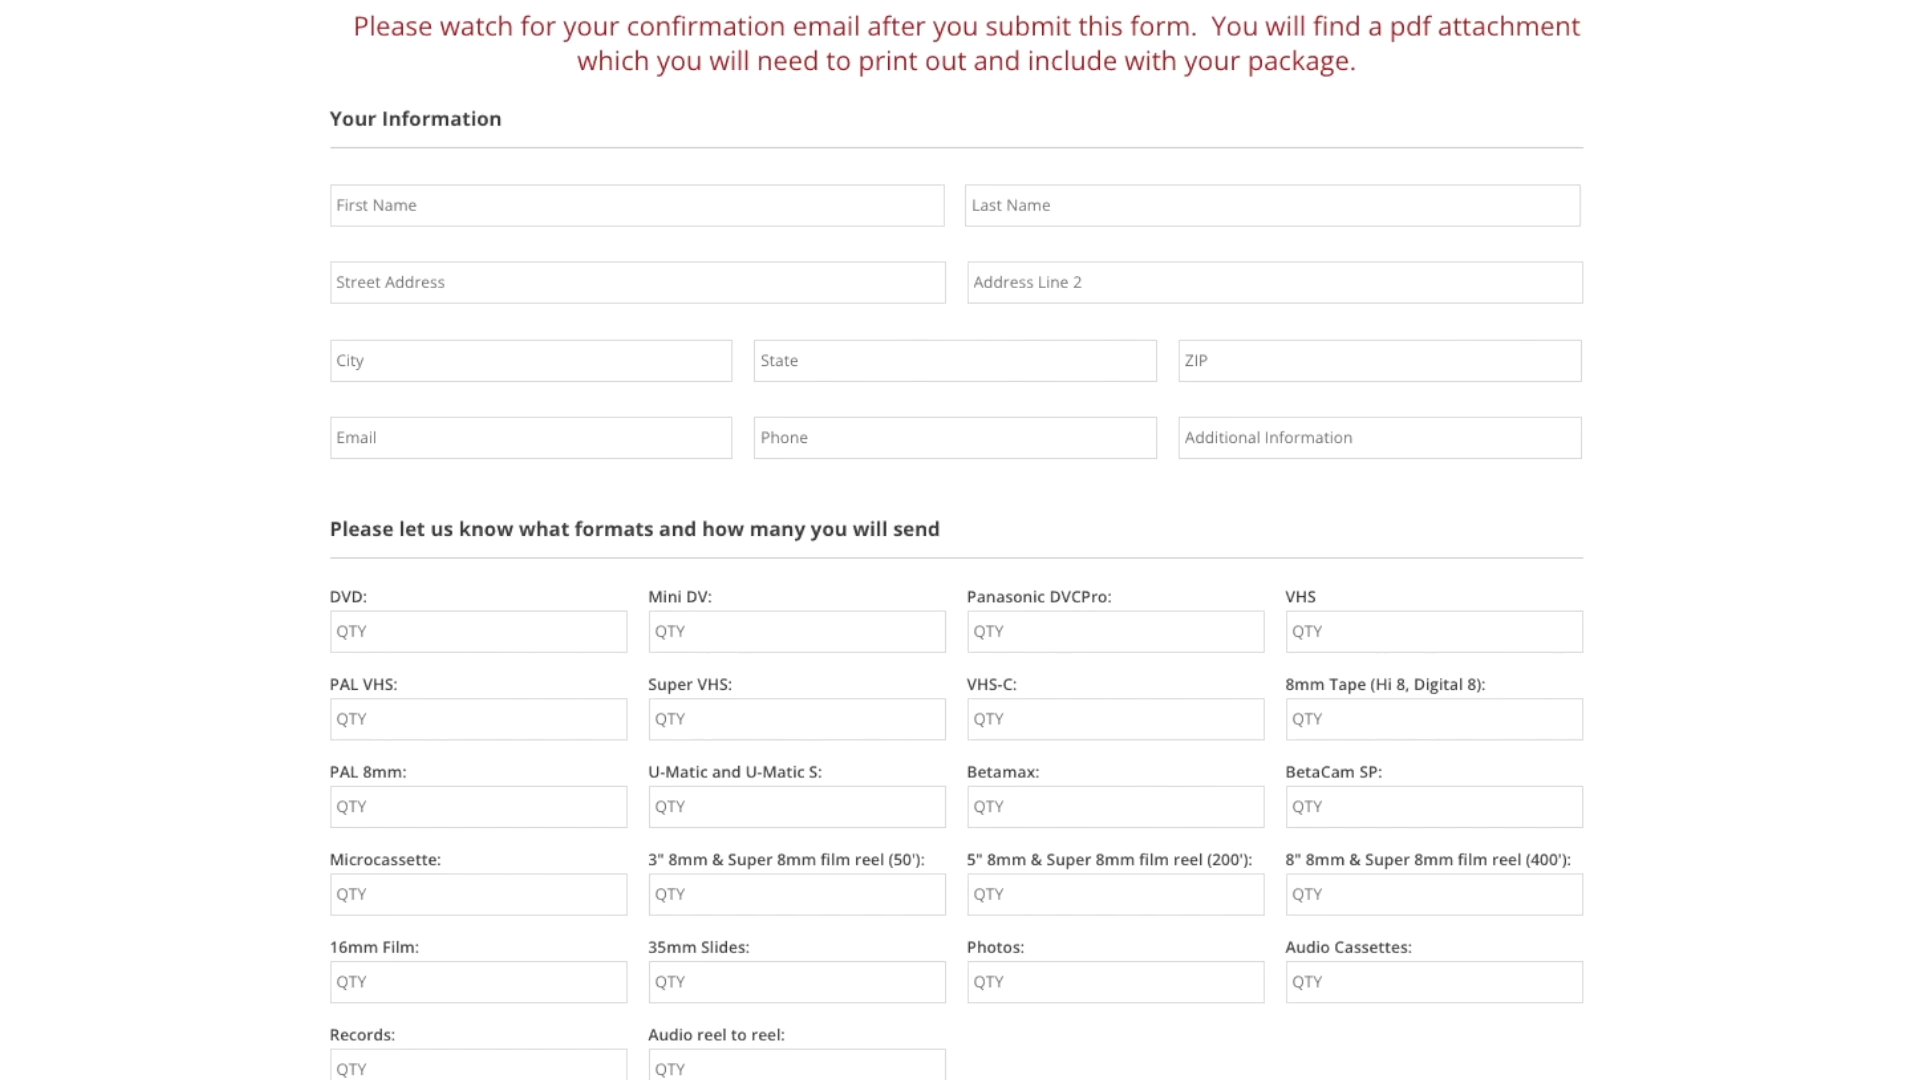 Please watch for your confirmation email after you submit this form.  You will find a pdf attachment
which you will need to print out and include with your package.
Your Information
First Name
Last Name
Street Address
Address Line 2
City
State
ZIP
Email
Phone
Additional Information
Please let us know what formats and how many you will send
DVD:
Mini DV:
Panasonic DVCPro:
VHS
QTY
QTY
QTY
QTY
PAL VHS:
Super VHS:
VHS-C:
8mm Tape (Hi 8, Digital 8):
QTY
QTY
QTY
QTY
PAL 8mm:
U-Matic and U-Matic S:
Betamax:
BetaCam SP:
QTY
QTY
QTY
QTY
Microcassette:
3" 8mm & Super 8mm film reel (50'):
5" 8mm & Super 8mm film reel (200'):
8" 8mm & Super 8mm film reel (400'):
QTY
QTY
QTY
QTY
16mm Film:
35mm Slides:
Photos:
Audio Cassettes:
QTY
QTY
QTY
QTY
Records:
Audio reel to reel:
QTY
QTY